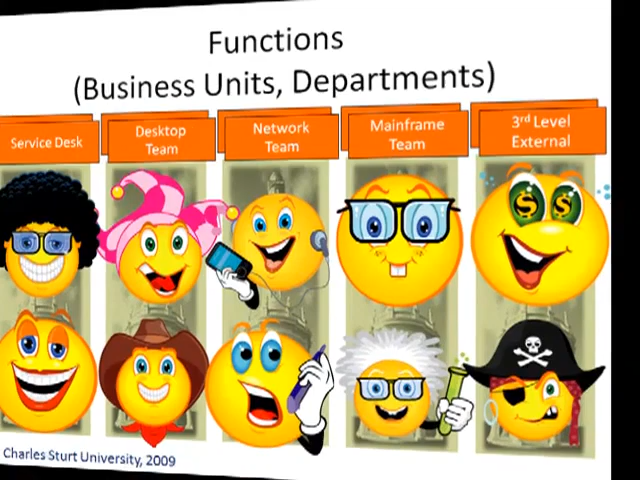 Functions
(Business Units, Departments)
Service Desk
Desktop
Team
Network
Team
Mainframe
Team
3rd Level
External
$ $
Charles Sturt University, 2009